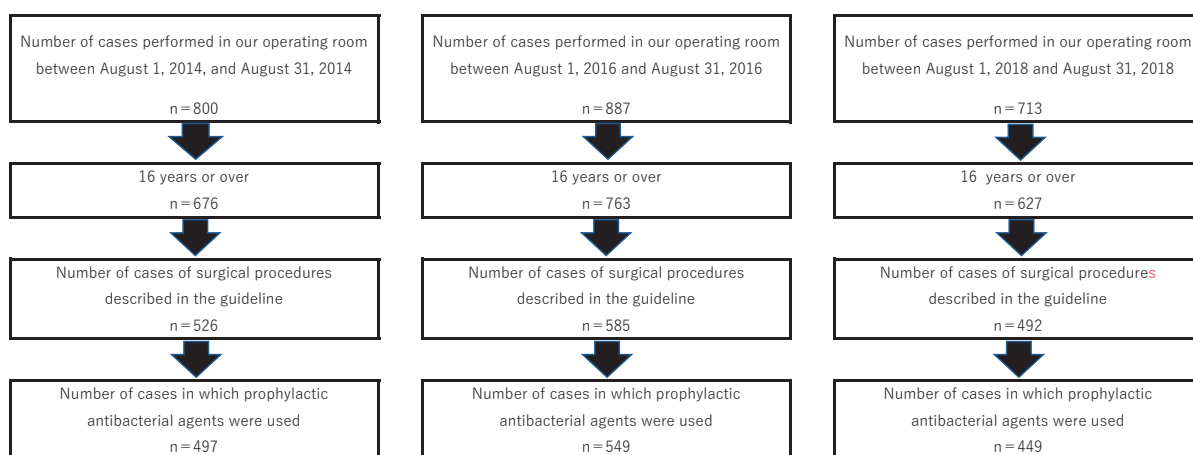 Number of cases performed in our operating room
between August 1, 2014, and August 31, 2014
n=800
16 years or over
n=676
Number of cases of surgical procedures
described in the guideline
n=526
Number of cases in which prophylactic
antibacterial agents were used
n=497
Number of cases performed in our operating room
between August 1, 2016 and August 31, 2016
n=887
16 years or over
n=763
Number of cases of surgical procedures
described in the guideline
n=585
Number of cases in which prophylactic
antibacterial agents were used
n=549
Number of cases performed in our operating room
between August 1, 2018 and August 31, 2018
n=713
16 years or over
n=627
Number of cases of surgical procedures
described in the guideline
n=492
Number of cases in which prophylactic
antibacterial agents were used
n=449